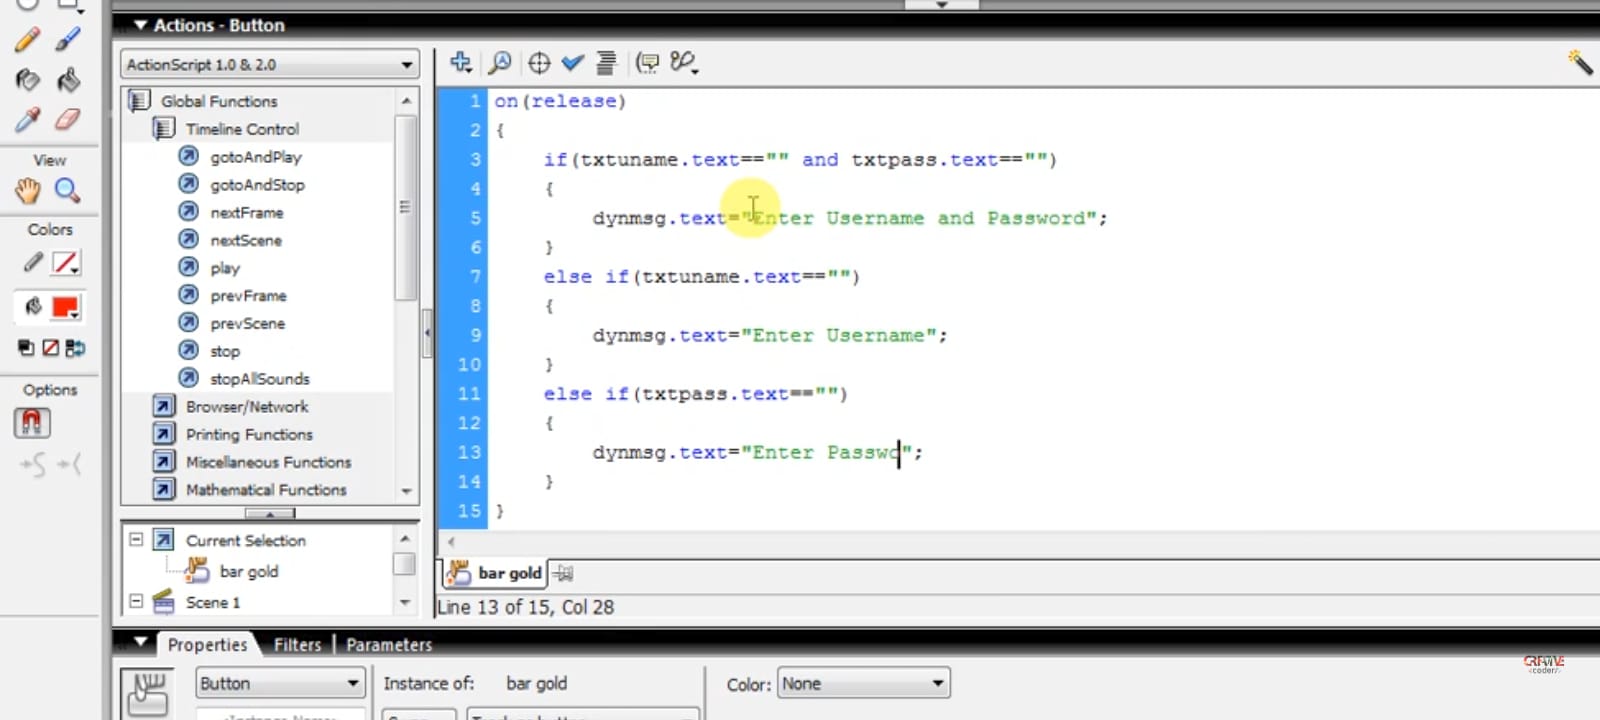 Actions - Button
ActionScript 1.0 & 2.0
Global Functions
Timeline Control
gotoAndPlay
gotoAndStop
nextFrame
nextScene
play
prevFrame
prevScene
stop
stopAllSounds
Browser/Network
Printing Functions
Miscellaneous Functions
Mathematical Functions
Current Selection
bar gold
Scene 1
View
Colors
Options
1 on(release)
2 {
3 if(txtuname.text=="" and txtpass.text=="")
4 {
5 dynmsg.text="Enter Username and Password";
6 }
7 else if(txtuname.text=="")
8 {
9 dynmsg.text="Enter Username";
10 }
11 else if(txtpass.text=="")
12 {
13 dynmsg.text="Enter Passwo";
14 }
15 }
bar gold
Line 13 of 15, Col 28
Properties Filters Parameters
Button Instance of: bar gold Color: None
CREATIVE
<coder/>